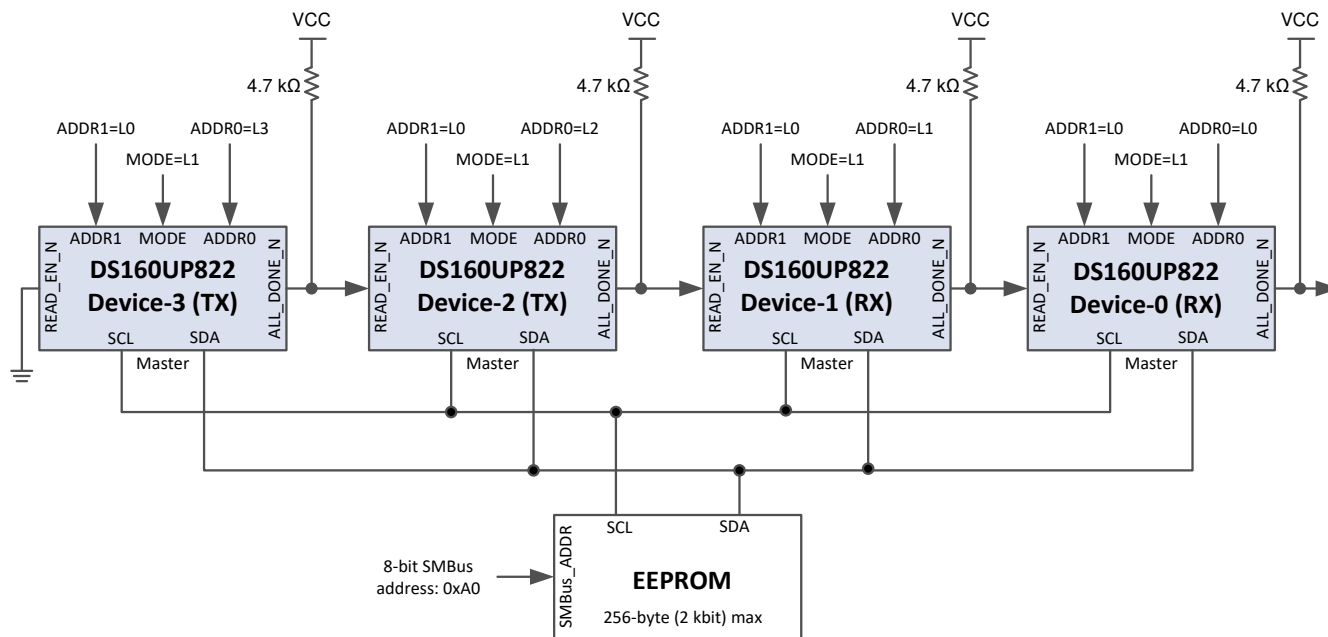 VCC VCC VCC VCC
4.7 kΩ 4.7 kΩ 4.7 kΩ 4.7 kΩ
ADDR1=L0 ADDR0=L3 ADDR1=L0 ADDR0=L2 ADDR1=L0 ADDR0=L1 ADDR1=L0 ADDR0=L0
MODE=L1 MODE=L1 MODE=L1 MODE=L1
READ_EN_N
ADDR1 MODE ADDR0
DS160UP822
Device-3 (TX)
SCL SDA
ALL_DONE_N
Master
READ_EN_N
ADDR1 MODE ADDR0
DS160UP822
Device-2 (TX)
SCL SDA
ALL_DONE_N
Master
READ_EN_N
ADDR1 MODE ADDR0
DS160UP822
Device-1 (RX)
SCL SDA
ALL_DONE_N
Master
READ_EN_N
ADDR1 MODE ADDR0
DS160UP822
Device-0 (RX)
SCL SDA
ALL_DONE_N
Master
8-bit SMBus
address: 0xA0
SMBus_ADDR
SCL SDA
EEPROM
256-byte (2 kbit) max